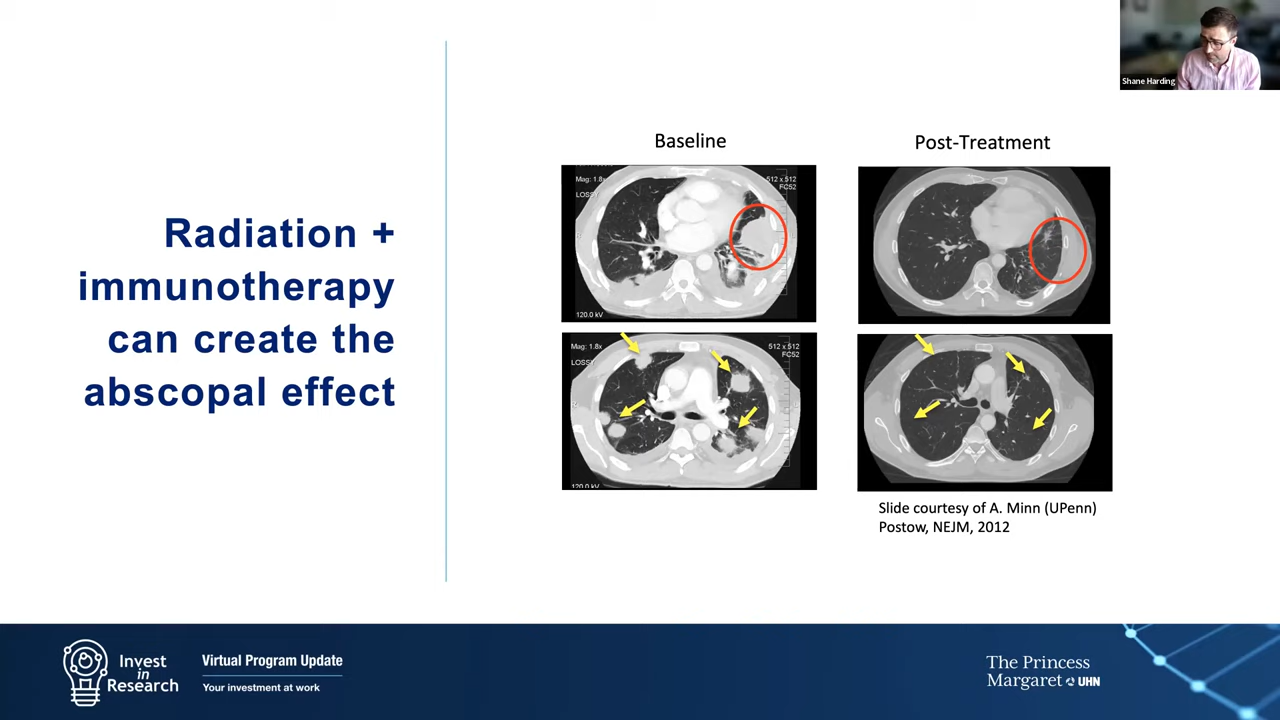 Shane Harding
Radiation +
immunotherapy
can create the
abscopal effect
Baseline
Post-Treatment
Mag: 1.8x
512 x 512
FC52
LOSSY
120.0 kV
Mag: 1.8x
512 x 512
FC52
LOSSY
120.0 kV
Slide courtesy of A. Minn (UPenn)
Postow, NEJM, 2012
Invest
in
Research
Virtual Program Update
Your investment at work
The Princess
Margaret UHN